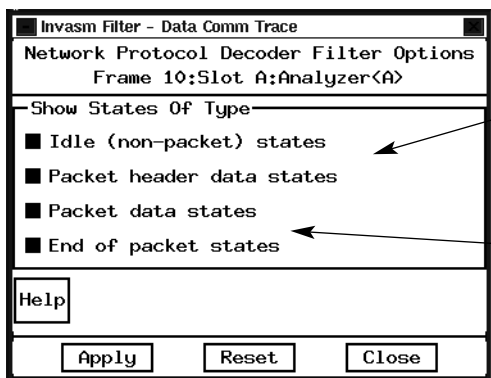 Invasm Filter - Data Comm Trace
Network Protocol Decoder Filter Options
Frame 10:Slot A:Analyzer<A>
Show States Of Type
Idle (non-packet) states
Packet header data states
Packet data states
End of packet states
Help
Apply Reset Close